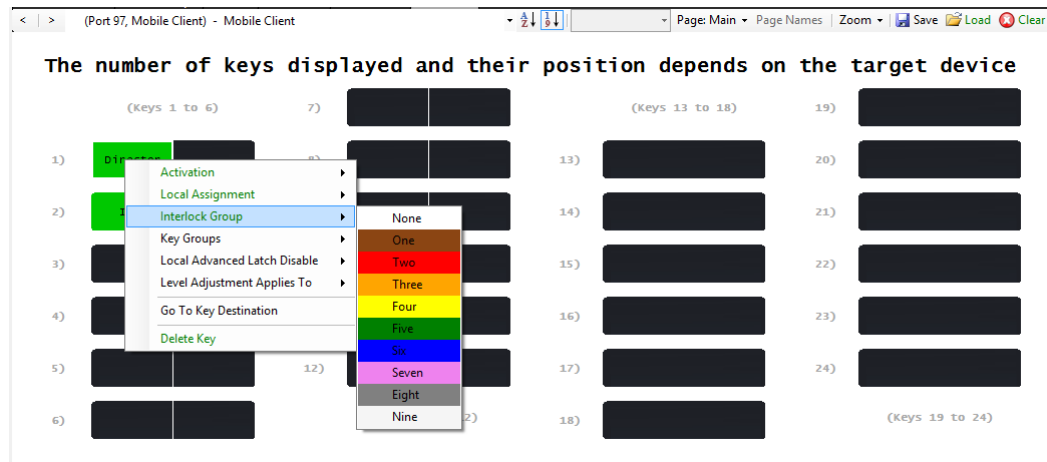 < > (Port 97, Mobile Client) - Mobile Client Page: Main Page Names Zoom Save Load Clear
The number of keys displayed and their position depends on the target device
(Keys 1 to 6) 7) (Keys 13 to 18) 19)
1) Director 8) 13) 20)
Activation
Local Assignment
2) 14) 21)
Interlock Group
None
Key Groups
One
3) Local Advanced Latch Disable 15) 22)
Two
Level Adjustment Applies To
Three
4) Go To Key Destination 16) 23)
Four
Five
Delete Key
Six
5) 12) 17) 24)
Seven
Eight
6) 2) 18) (Keys 19 to 24)
Nine